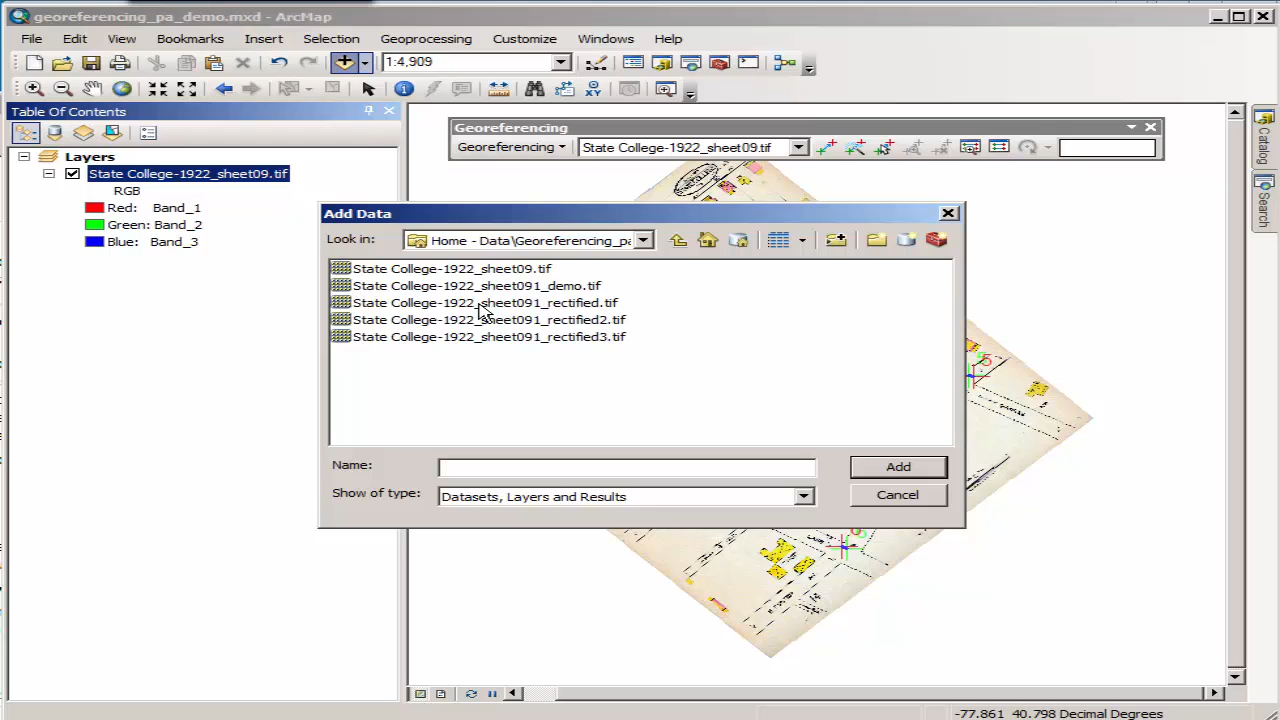 georeferencing_pa_demo.mxd - ArcMap
File Edit View Bookmarks Insert Selection Geoprocessing Customize Windows Help
1:4,909
Table Of Contents
Layers
State College-1922_sheet09.tif
RGB
Red: Band_1
Green: Band_2
Blue: Band_3
Georeferencing
Georeferencing State College-1922_sheet09.tif
Catalog
Search
Add Data
Look in: Home - Data\Georeferencing_pa
State College-1922_sheet09.tif
State College-1922_sheet091_demo.tif
State College-1922_sheet091_rectified.tif
State College-1922_sheet091_rectified2.tif
State College-1922_sheet091_rectified3.tif
Name:
Add
Show of type: Datasets, Layers and Results
Cancel
5
-77.861 40.798 Decimal Degrees